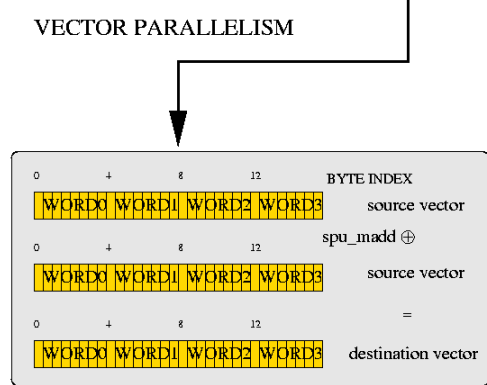 VECTOR PARALLELISM
0 4 8 12 BYTE INDEX
WORD0 WORD1 WORD2 WORD3 source vector
spu_madd ⊕
0 4 8 12
WORD0 WORD1 WORD2 WORD3 source vector
=
0 4 8 12
WORD0 WORD1 WORD2 WORD3 destination vector